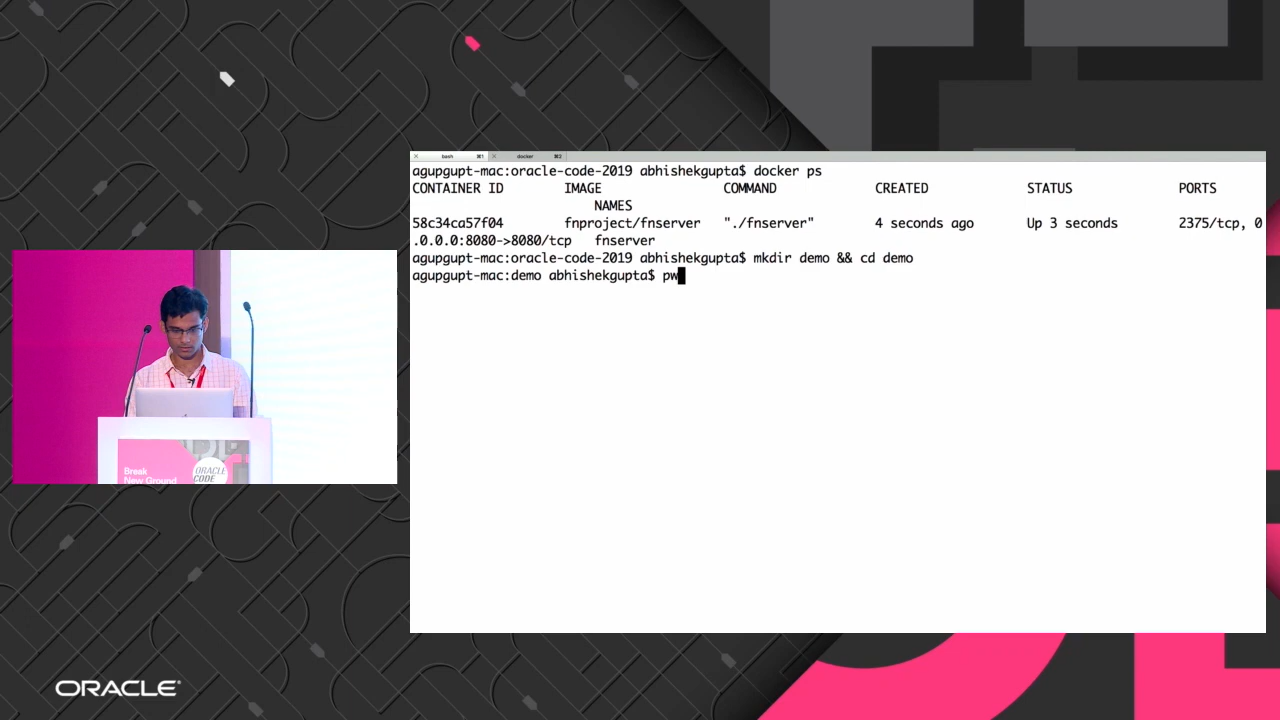 bash ⌘1 docker ⌘2
agupgupt-mac:oracle-code-2019 abhishekgupta$ docker ps
CONTAINER ID IMAGE COMMAND CREATED STATUS PORTS
NAMES
58c34ca57f04 fnproject/fnserver "./fnserver" 4 seconds ago Up 3 seconds 2375/tcp, 0
.0.0.0:8080->8080/tcp fnserver
agupgupt-mac:oracle-code-2019 abhishekgupta$ mkdir demo && cd demo
agupgupt-mac:demo abhishekgupta$ pw
Break
New Ground
ORACLE
CODE
ORACLE®